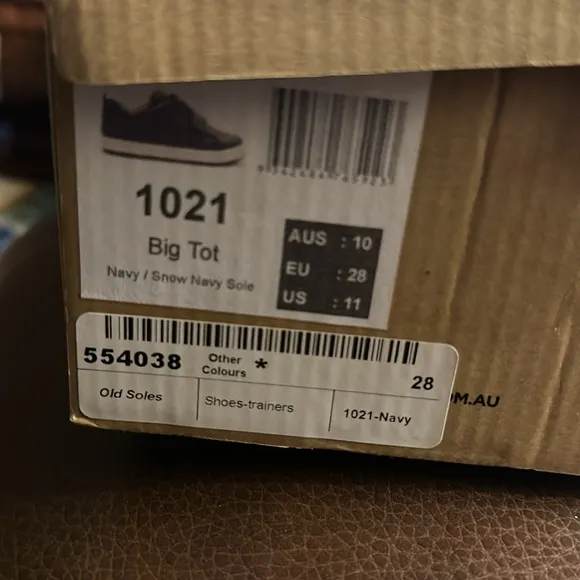 1021
Big Tot
Navy / Snow Navy Sole
AUS : 10
EU : 28
US : 11
554038
Other Colours *
28
Old Soles
Shoes-trainers
1021-Navy
M.AU